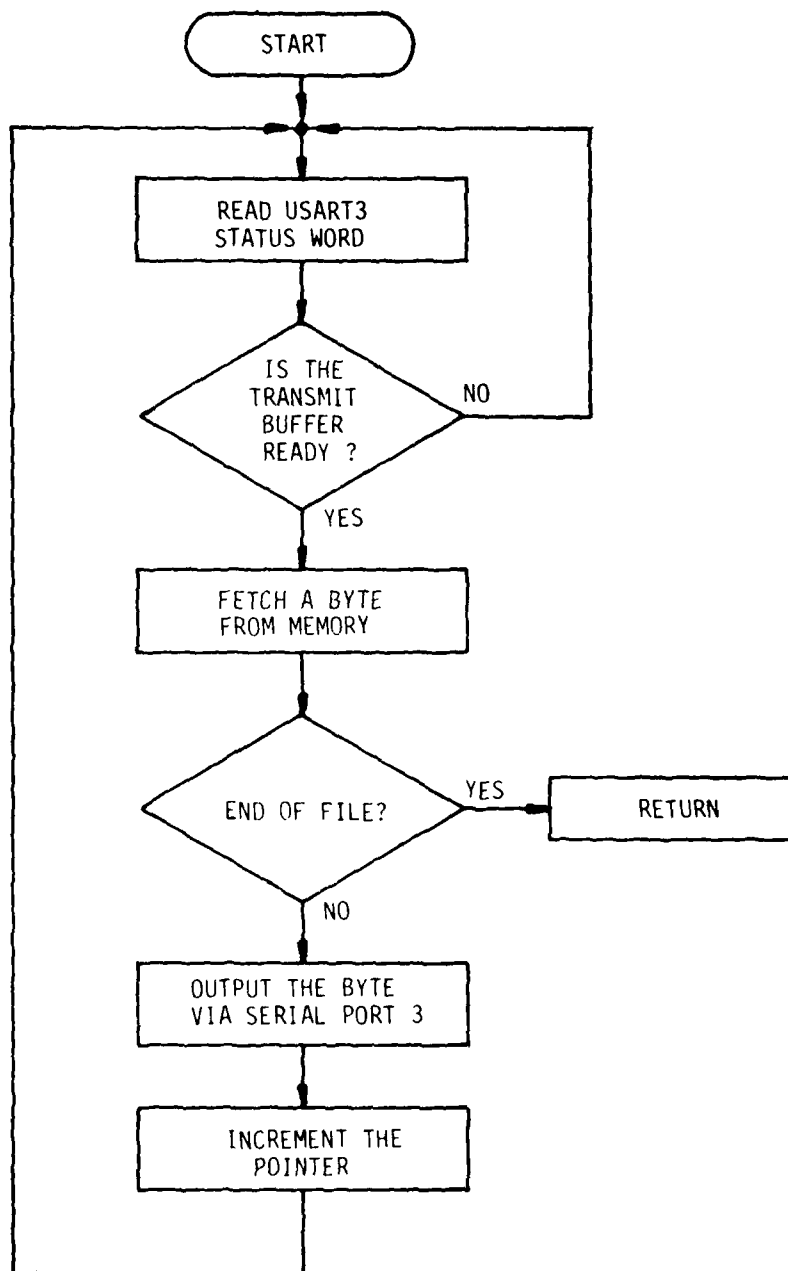 START
READ USART3
STATUS WORD
IS THE
TRANSMIT
BUFFER
READY ?
NO
YES
FETCH A BYTE
FROM MEMORY
END OF FILE?
YES
RETURN
NO
OUTPUT THE BYTE
VIA SERIAL PORT 3
INCREMENT THE
POINTER